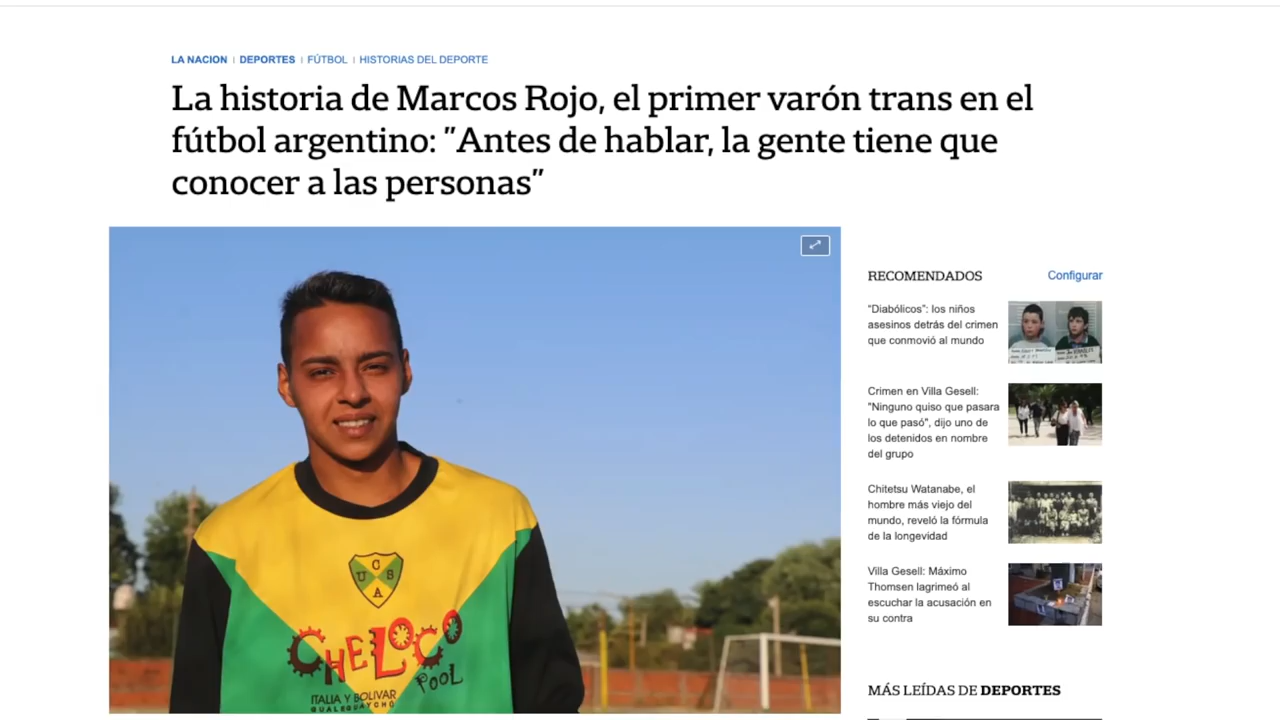 LA NACION | DEPORTES | FÚTBOL | HISTORIAS DEL DEPORTE
La historia de Marcos Rojo, el primer varón trans en el
fútbol argentino: "Antes de hablar, la gente tiene que
conocer a las personas"
UCSA
CHELOCO
POOL
ITALIA Y BOLIVAR
GUALEGUAYCHÚ
RECOMENDADOS
Configurar
"Diabólicos": los niños
asesinos detrás del crimen
que conmovió al mundo
Crimen en Villa Gesell:
"Ninguno quiso que pasara
lo que pasó", dijo uno de
los detenidos en nombre
del grupo
Chitetsu Watanabe, el
hombre más viejo del
mundo, reveló la fórmula
de la longevidad
Villa Gesell: Máximo
Thomsen lagrimeó al
escuchar la acusación en
su contra
MÁS LEÍDAS DE DEPORTES